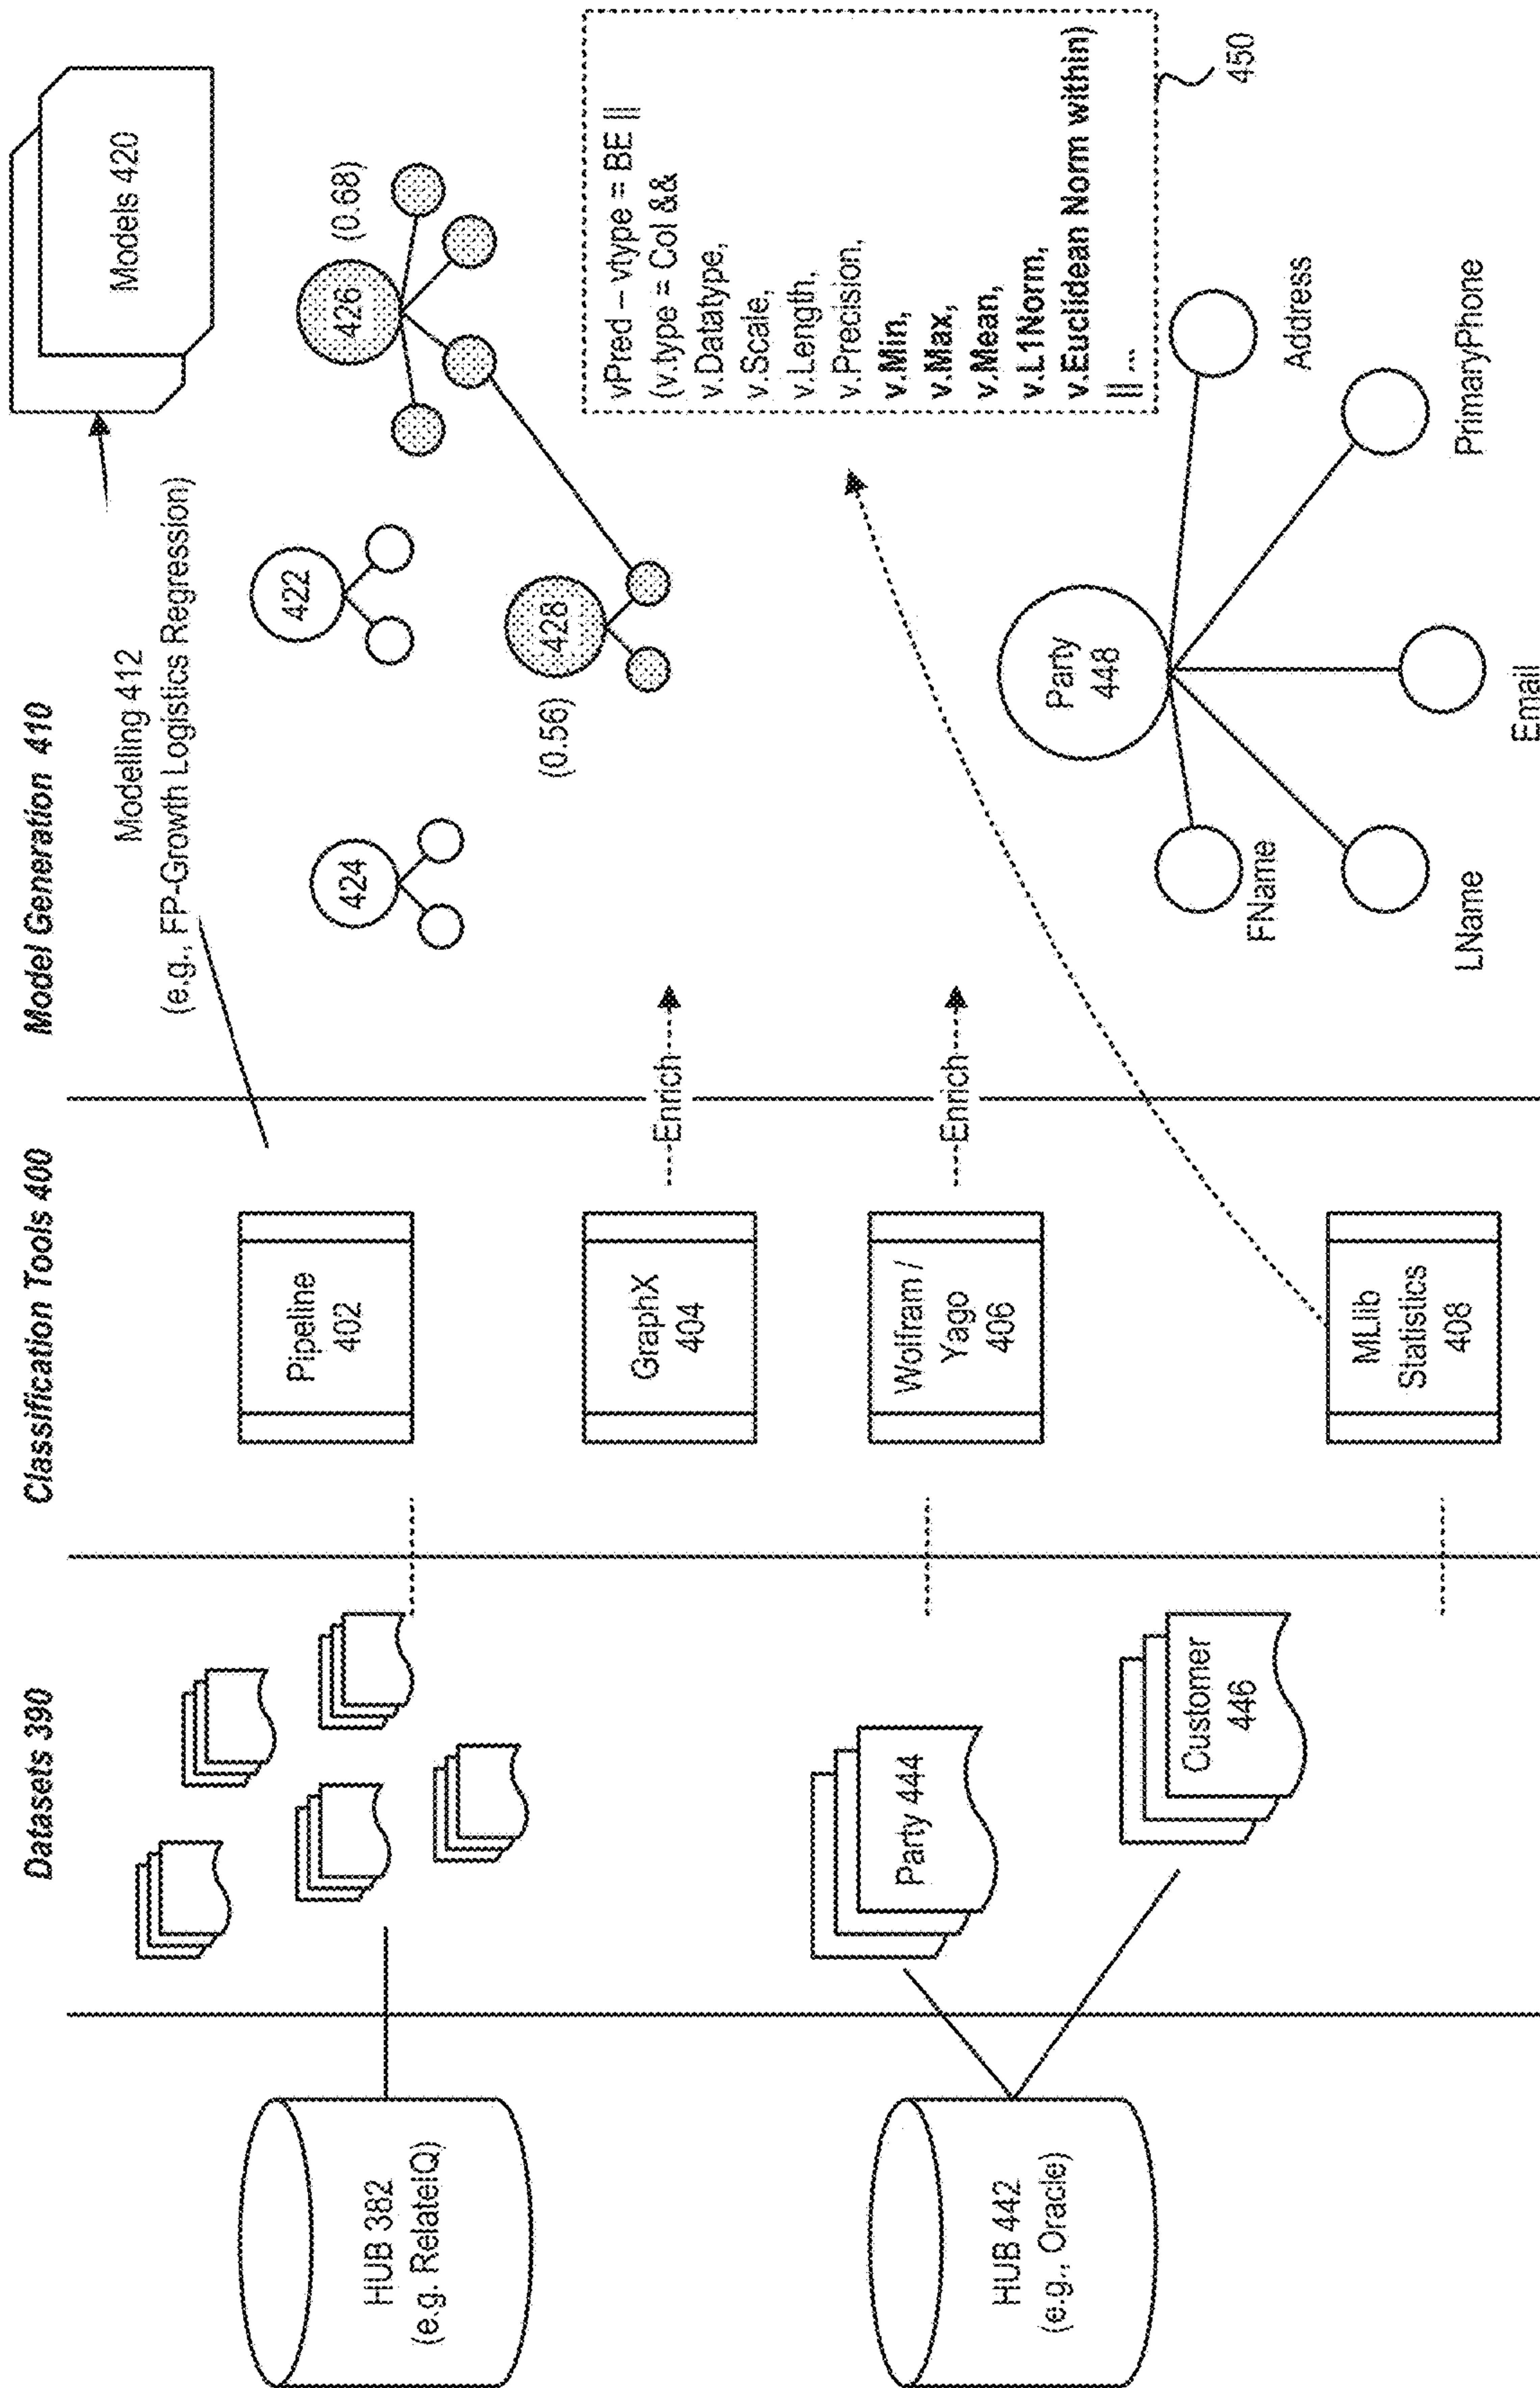 Datasets 390
Classification Tools 400
Model Generation 410
HUB 382
(e.g. RelateIQ)
HUB 442
(e.g., Oracle)
Party 444
Customer
446
Pipeline
402
GraphX
404
Wolfram /
Yago
406
MLlib
Statistics
408
Enrich
Enrich
Modelling 412
(e.g., FP-Growth Logistics Regression)
Models 420
424
422
426
(0.68)
428
(0.56)
vPred – vtype = BE ||
(v.type = Col &&
v.Datatype,
v.Scale,
v.Length,
v.Precision,
v.Min,
v.Max,
v.Mean,
v.L1Norm,
v.Euclidean Norm within)
|| ...
450
Party
448
FName
LName
Email
PrimaryPhone
Address